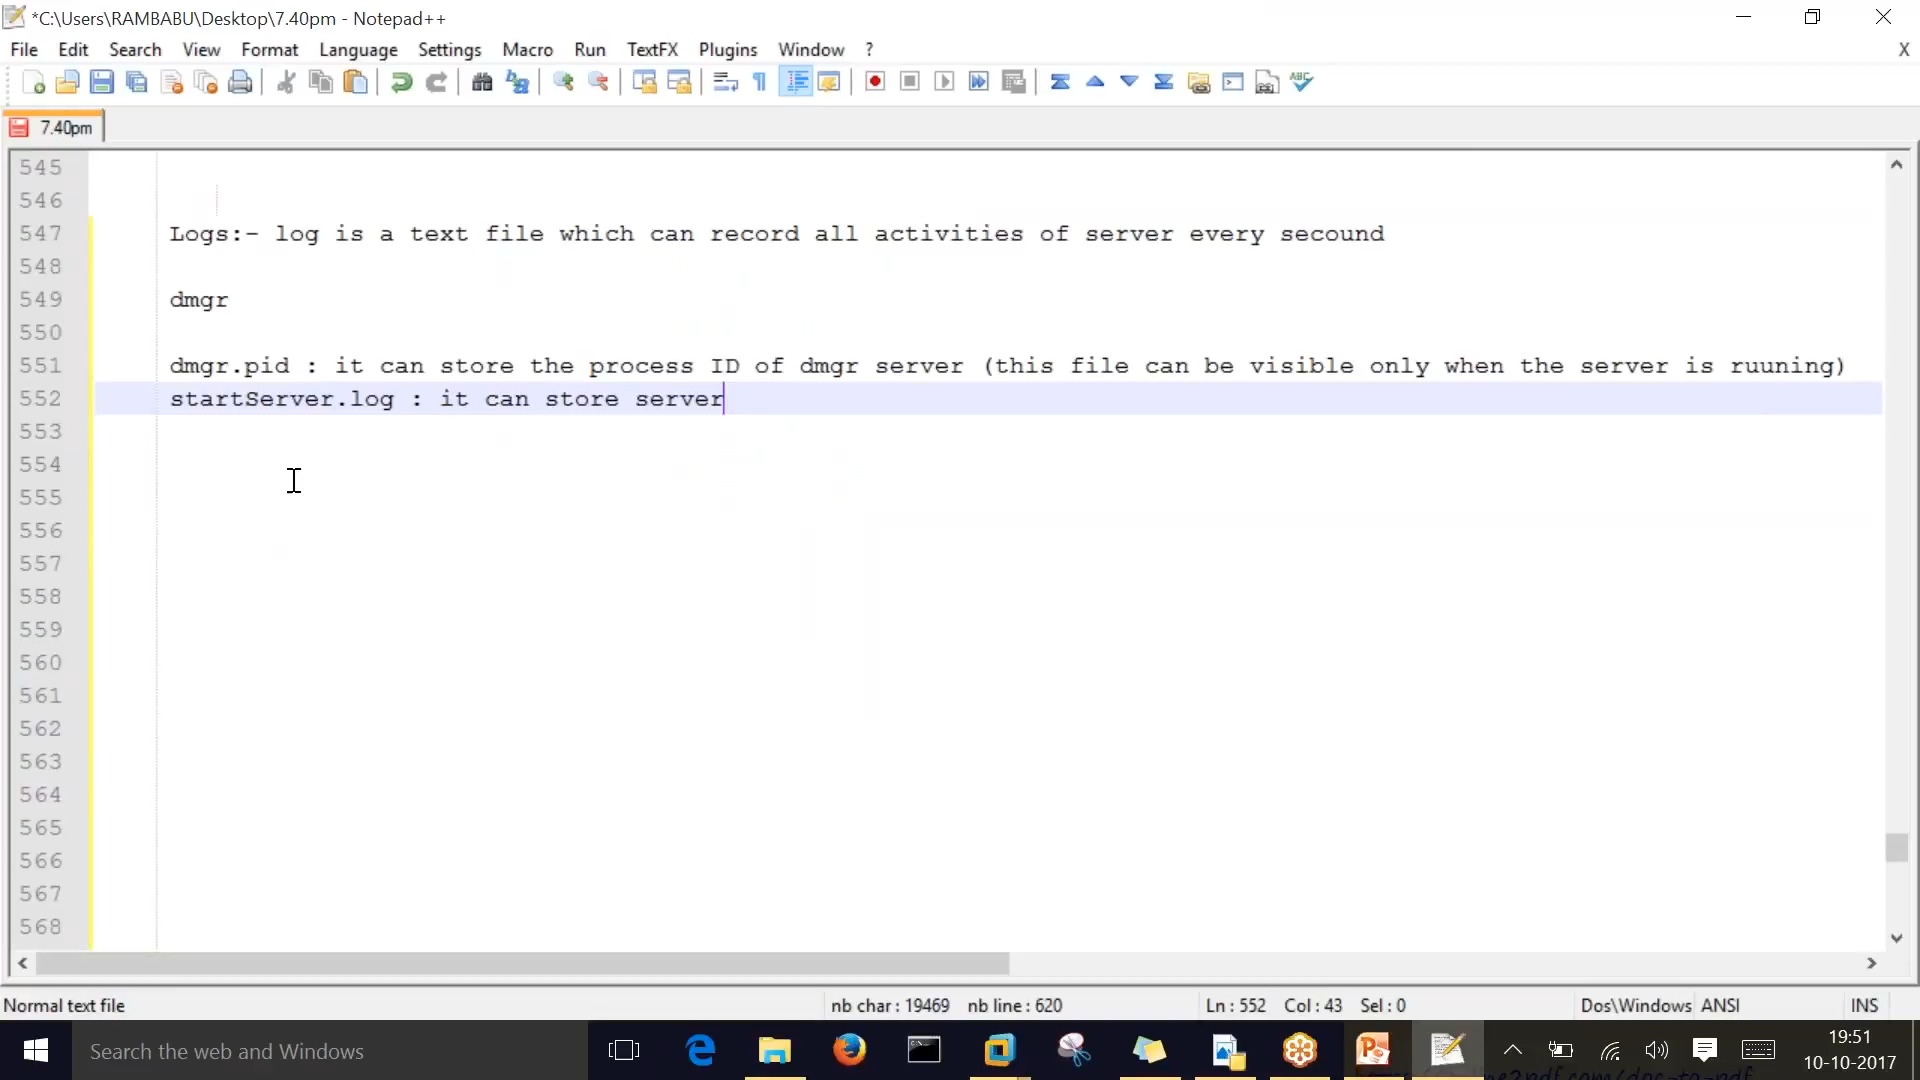 *C:\Users\RAMBABU\Desktop\7.40pm - Notepad++
File Edit Search View Format Language Settings Macro Run TextFX Plugins Window ? X
7.40pm
545
546
547 Logs:- log is a text file which can record all activities of server every secound
548
549 dmgr
550
551 dmgr.pid : it can store the process ID of dmgr server (this file can be visible only when the server is ruuning)
552 startServer.log : it can store server
553
554
555
556
557
558
559
560
561
562
563
564
565
566
567
568
Normal text file nb char : 19469 nb line : 620 Ln : 552 Col : 43 Sel : 0 Dos\Windows ANSI INS
Search the web and Windows
19:51
10-10-2017